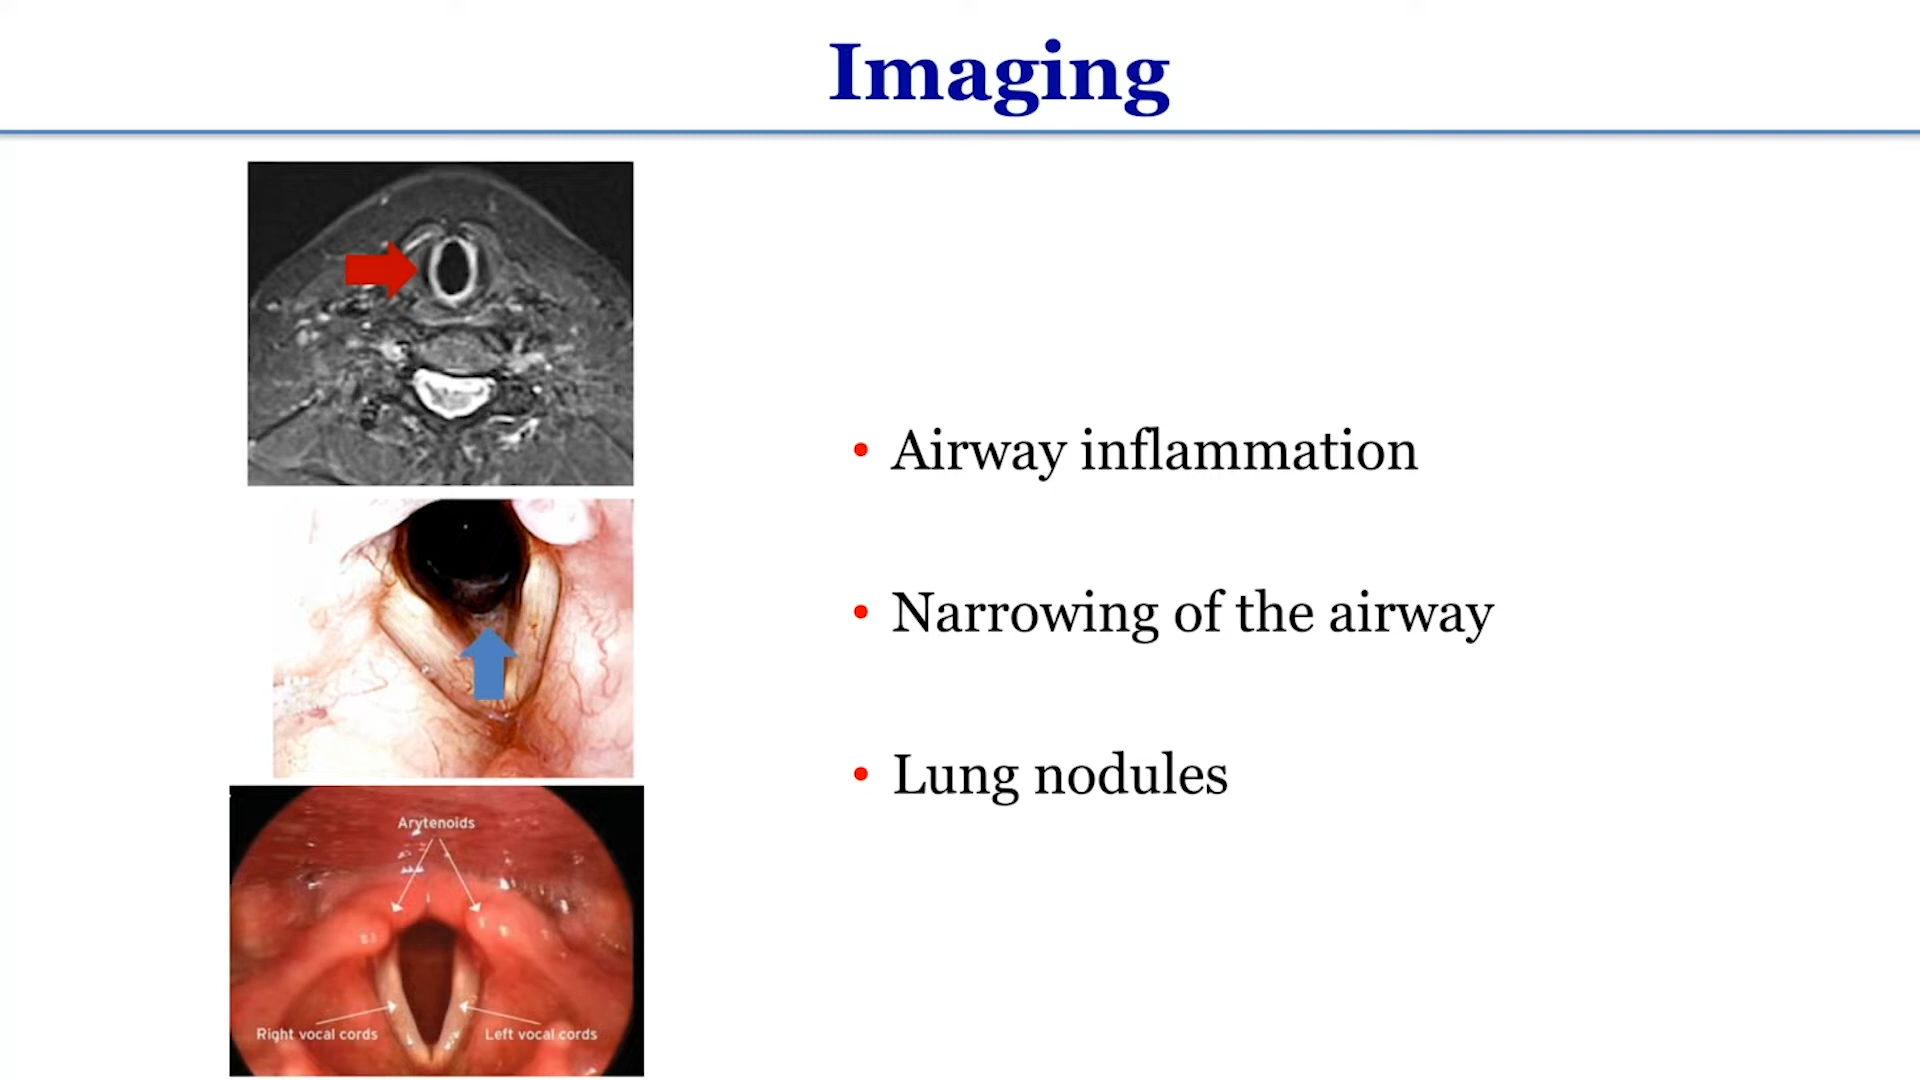 Imaging
Arytenoids
Right vocal cords
Left vocal cords
• Airway inflammation
• Narrowing of the airway
• Lung nodules